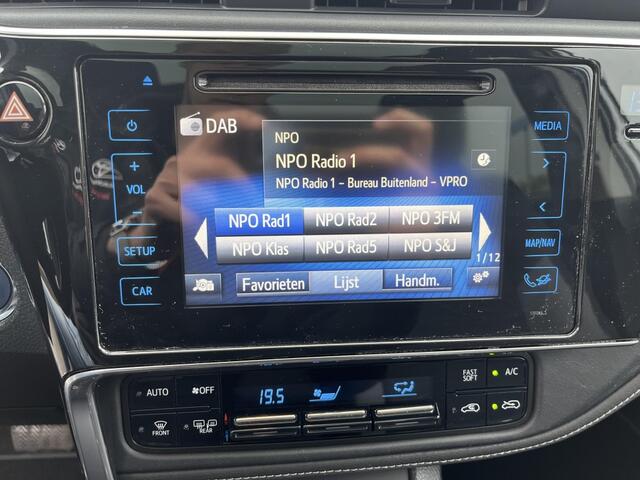 DAB
NPO
NPO Radio 1
NPO Radio 1 – Bureau Buitenland – VPRO
NPO Rad1
NPO Rad2
NPO 3FM
NPO Klas
NPO Rad5
NPO S&J
1/12
Favorieten
Lijst
Handm.
+
VOL
-
SETUP
CAR
MEDIA
MAP/NAV
AUTO
OFF
FRONT
REAR
19.5
FAST
SOFT
A/C